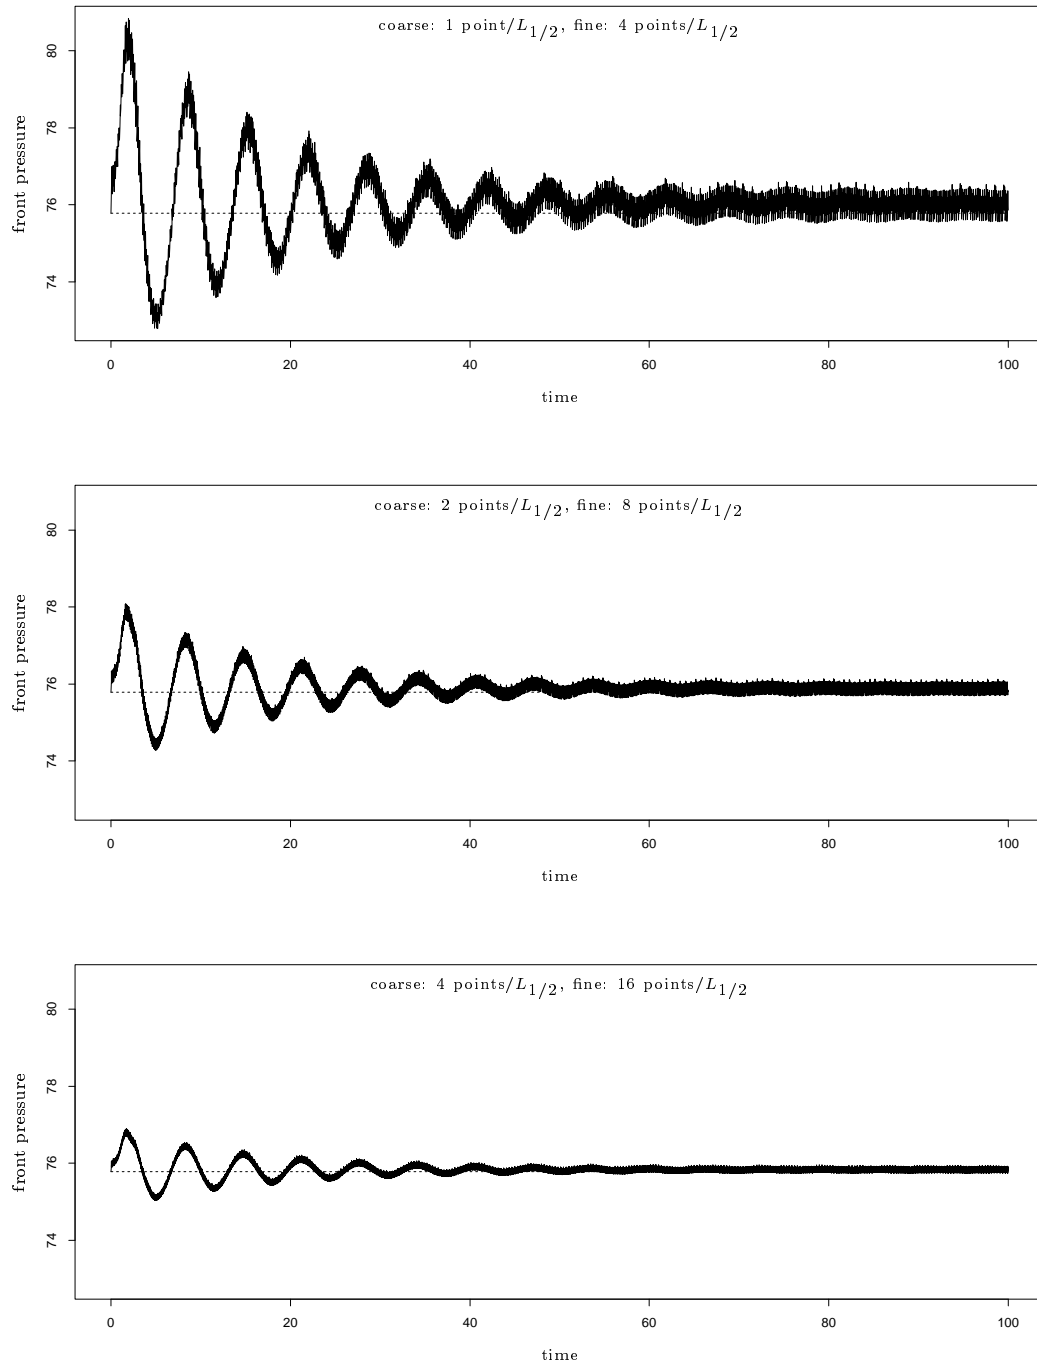 coarse: 1 point/L1/2, fine: 4 points/L1/2
front pressure
80
78
76
74
0 20 40 60 80 100
time
coarse: 2 points/L1/2, fine: 8 points/L1/2
front pressure
80
78
76
74
0 20 40 60 80 100
time
coarse: 4 points/L1/2, fine: 16 points/L1/2
front pressure
80
78
76
74
0 20 40 60 80 100
time